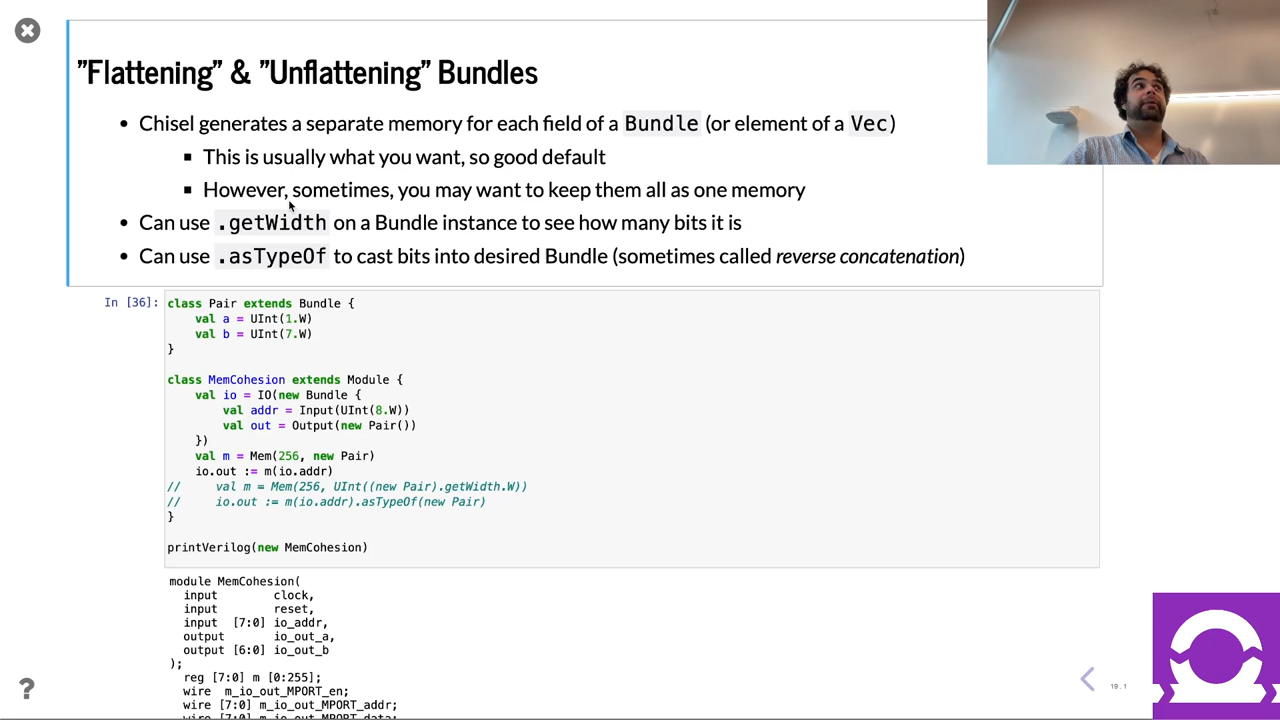 "Flattening" & "Unflattening" Bundles
• Chisel generates a separate memory for each field of a Bundle (or element of a Vec)
▪ This is usually what you want, so good default
▪ However, sometimes, you may want to keep them all as one memory
• Can use .getWidth on a Bundle instance to see how many bits it is
• Can use .asTypeOf to cast bits into desired Bundle (sometimes called reverse concatenation)
In [36]:
class Pair extends Bundle {
    val a = UInt(1.W)
    val b = UInt(7.W)
}
class MemCohesion extends Module {
    val io = IO(new Bundle {
        val addr = Input(UInt(8.W))
        val out = Output(new Pair())
    })
    val m = Mem(256, new Pair)
    io.out := m(io.addr)
//     val m = Mem(256, UInt((new Pair).getWidth.W))
//     io.out := m(io.addr).asTypeOf(new Pair)
}
printVerilog(new MemCohesion)
module MemCohesion(
  input        clock,
  input        reset,
  input  [7:0] io_addr,
  output       io_out_a,
  output [6:0] io_out_b
);
  reg [7:0] m [0:255];
  wire  m_io_out_MPORT_en;
  wire [7:0] m_io_out_MPORT_addr;
  wire [7:0] m_io_out_MPORT_data;
?
19.1